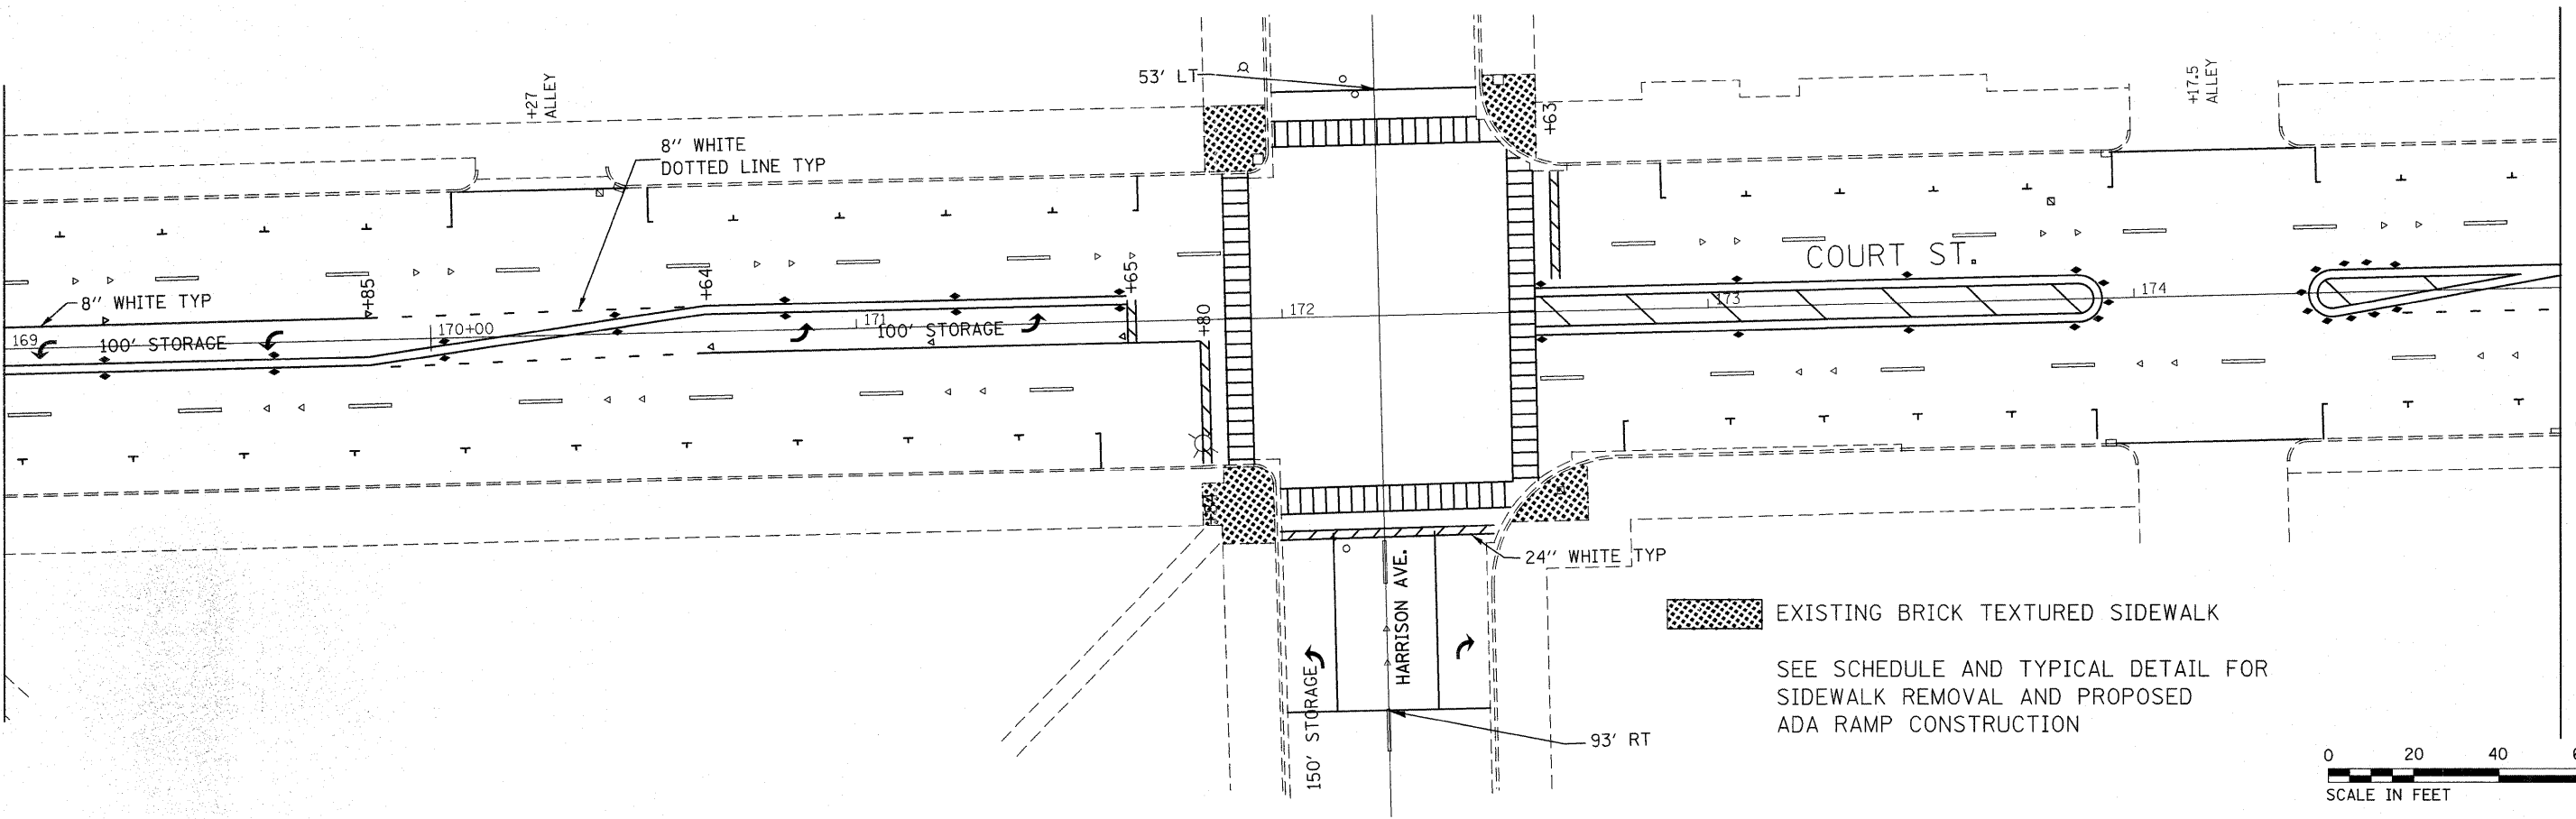 53' LT
+27
ALLEY
+63
+17.5
ALLEY
8" WHITE
DOTTED LINE TYP
COURT ST.
+85
+64
+65
8" WHITE TYP
169
100' STORAGE
170+00
171
100' STORAGE
+80
172
173
174
24" WHITE TYP
HARRISON AVE.
150' STORAGE
93' RT
EXISTING BRICK TEXTURED SIDEWALK
SEE SCHEDULE AND TYPICAL DETAIL FOR
SIDEWALK REMOVAL AND PROPOSED
ADA RAMP CONSTRUCTION
0 20 40
SCALE IN FEET